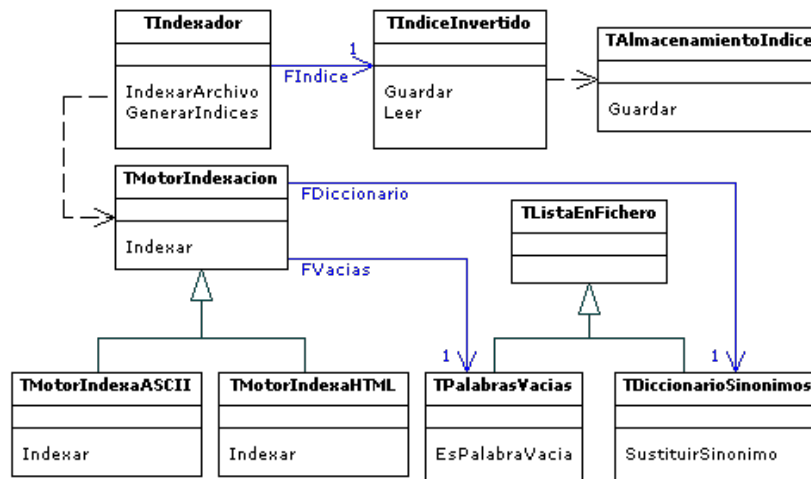 TIndexador
IndexarArchivo
GenerarIndices
1
FIndice
TIndiceInvertido
Guardar
Leer
TAlmacenamientoIndice
Guardar
TMotorIndexacion
Indexar
FDiccionario
FVacias
TListaEnFichero
1
1
TMotorIndexaASCII
Indexar
TMotorIndexaHTML
Indexar
TPalabrasVacias
EsPalabraVacia
TDiccionarioSinonimos
SustituirSinonimo